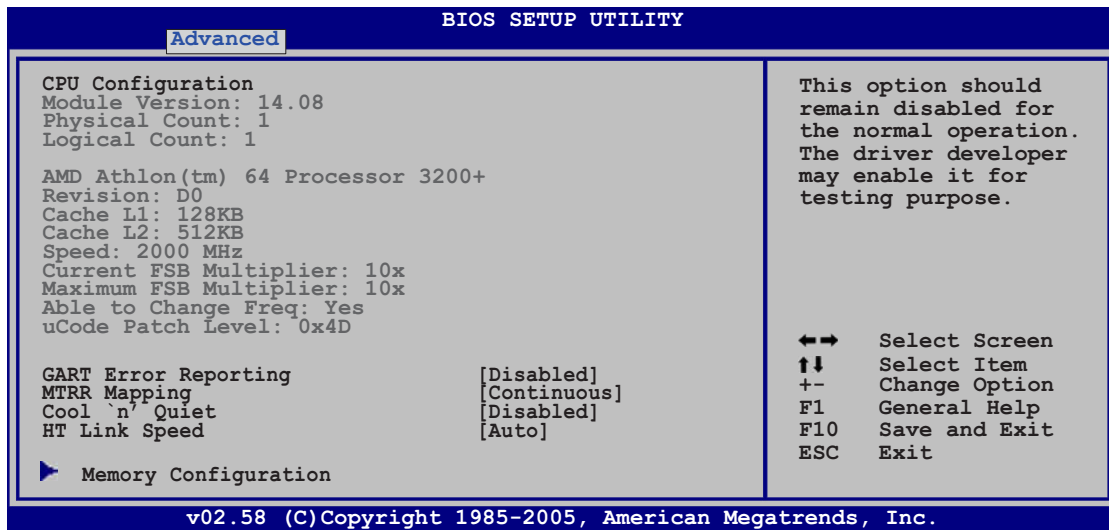 BIOS SETUP UTILITY
Advanced
CPU Configuration
Module Version: 14.08
Physical Count: 1
Logical Count: 1
AMD Athlon(tm) 64 Processor 3200+
Revision: D0
Cache L1: 128KB
Cache L2: 512KB
Speed: 2000 MHz
Current FSB Multiplier: 10x
Maximum FSB Multiplier: 10x
Able to Change Freq: Yes
uCode Patch Level: 0x4D
GART Error Reporting [Disabled]
MTRR Mapping [Continuous]
Cool `n’ Quiet [Disabled]
HT Link Speed [Auto]
Memory Configuration
This option should
remain disabled for
the normal operation.
The driver developer
may enable it for
testing purpose.
←→ Select Screen
↑↓ Select Item
+- Change Option
F1 General Help
F10 Save and Exit
ESC Exit
v02.58 (C)Copyright 1985-2005, American Megatrends, Inc.